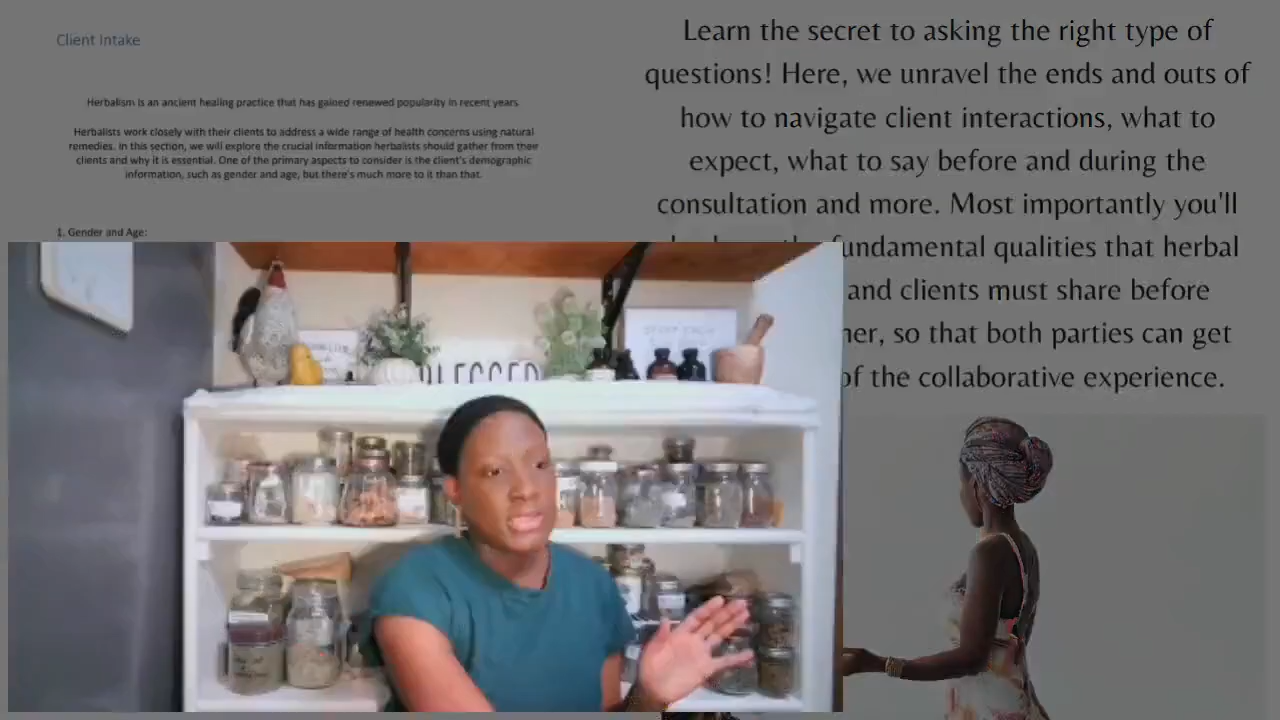 Client Intake
Herbalism is an ancient healing practice that has gained renewed popularity in recent years.
Herbalists work closely with their clients to address a wide range of health concerns using natural
remedies. In this section, we will explore the crucial information herbalists should gather from their
clients and why it is essential. One of the primary aspects to consider is the client's demographic
information, such as gender and age, but there's much more to it than that.
1. Gender and Age:
Learn the secret to asking the right type of
questions! Here, we unravel the ends and outs of
how to navigate client interactions, what to
expect, what to say before and during the
consultation and more. Most importantly you'll
fundamental qualities that herbal
and clients must share before
so that both parties can get
of the collaborative experience.
BLESSED